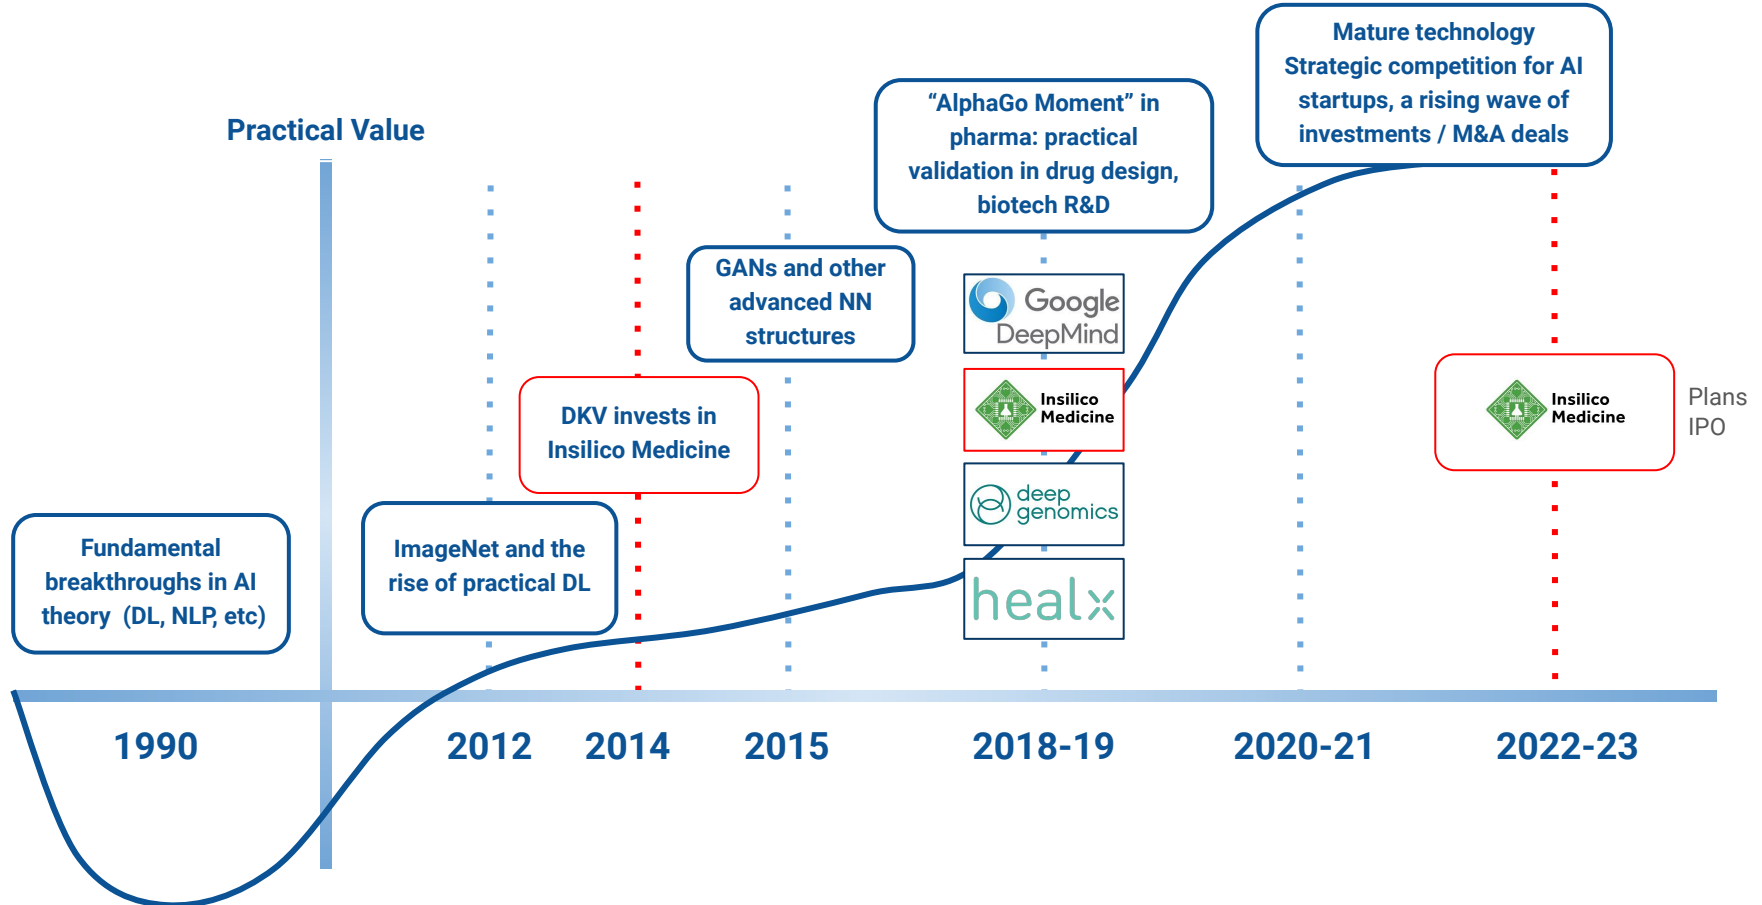 Practical Value
Fundamental
breakthroughs in AI
theory (DL, NLP, etc)
ImageNet and the
rise of practical DL
DKV invests in
Insilico Medicine
GANs and other
advanced NN
structures
“AlphaGo Moment” in
pharma: practical
validation in drug design,
biotech R&D
Google
DeepMind
Insilico
Medicine
deep
genomics
healx
Mature technology
Strategic competition for AI
startups, a rising wave of
investments / M&A deals
Insilico
Medicine
Plans
IPO
1990
2012
2014
2015
2018-19
2020-21
2022-23